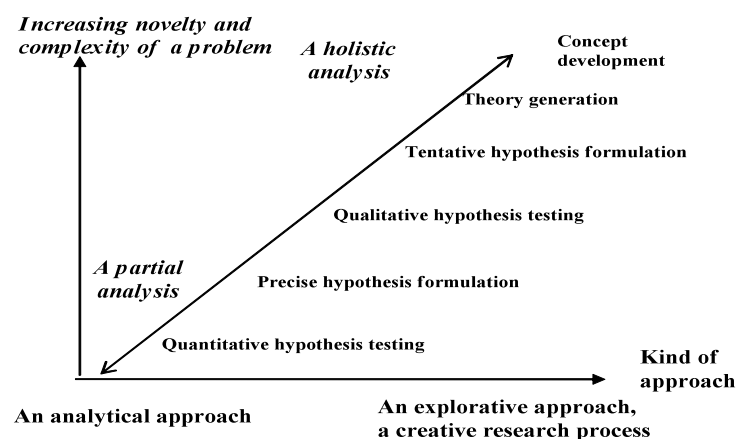 Increasing novelty and
complexity of a problem
A holistic
analysis
Concept
development
Theory generation
Tentative hypothesis formulation
Qualitative hypothesis testing
A partial
analysis
Precise hypothesis formulation
Quantitative hypothesis testing
Kind of
approach
An analytical approach
An explorative approach,
a creative research process